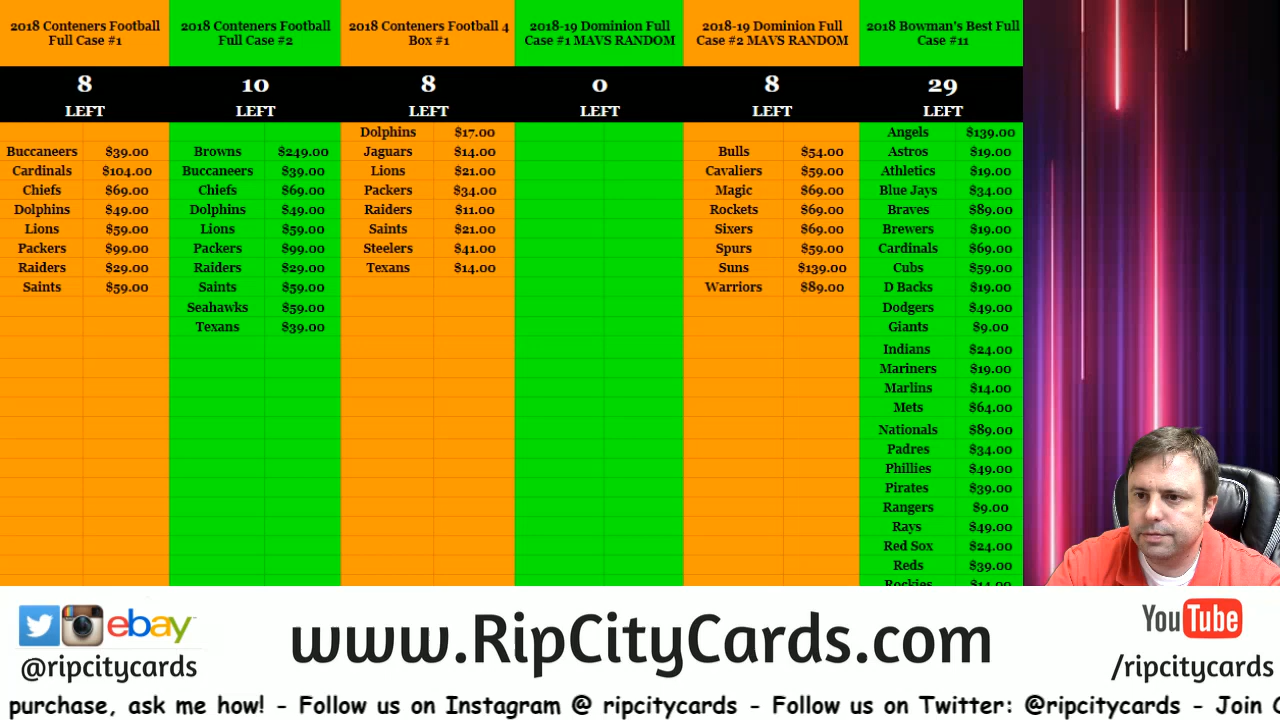 2018 Conteners Football
Full Case #1
2018 Conteners Football
Full Case #2
2018 Conteners Football 4
Box #1
2018-19 Dominion Full
Case #1 MAVS RANDOM
2018-19 Dominion Full
Case #2 MAVS RANDOM
2018 Bowman's Best Full
Case #11
8
LEFT
10
LEFT
8
LEFT
0
LEFT
8
LEFT
29
LEFT
Buccaneers $39.00
Cardinals $104.00
Chiefs $69.00
Dolphins $49.00
Lions $59.00
Packers $99.00
Raiders $29.00
Saints $59.00
Browns $249.00
Buccaneers $39.00
Chiefs $69.00
Dolphins $49.00
Lions $59.00
Packers $99.00
Raiders $29.00
Saints $59.00
Seahawks $59.00
Texans $39.00
Dolphins $17.00
Jaguars $14.00
Lions $21.00
Packers $34.00
Raiders $11.00
Saints $21.00
Steelers $41.00
Texans $14.00
Bulls $54.00
Cavaliers $59.00
Magic $69.00
Rockets $69.00
Sixers $69.00
Spurs $59.00
Suns $139.00
Warriors $89.00
Angels $139.00
Astros $19.00
Athletics $19.00
Blue Jays $34.00
Braves $89.00
Brewers $19.00
Cardinals $69.00
Cubs $59.00
D Backs $19.00
Dodgers $49.00
Giants $9.00
Indians $24.00
Mariners $19.00
Marlins $14.00
Mets $64.00
Nationals $89.00
Padres $34.00
Phillies $49.00
Pirates $39.00
Rangers $9.00
Rays $49.00
Red Sox $24.00
Reds $39.00
Rockies $14.00
ebay
@ripcitycards
www.RipCityCards.com
YouTube
/ripcitycards
purchase, ask me how! - Follow us on Instagram @ ripcitycards - Follow us on Twitter: @ripcitycards - Join